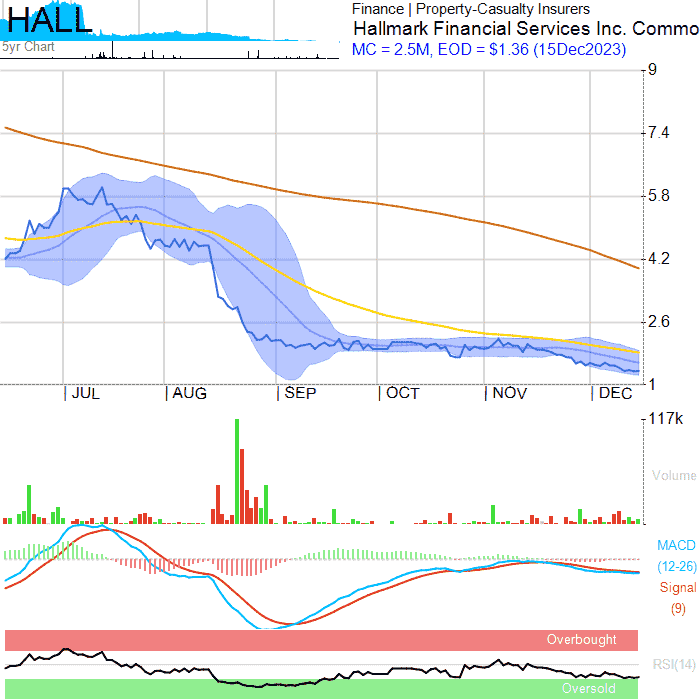 HALL
5yr Chart
Finance | Property-Casualty Insurers
Hallmark Financial Services Inc. Commo
MC = 2.5M, EOD = $1.36 (15Dec2023)
9
7.4
5.8
4.2
2.6
1
JUL AUG SEP OCT NOV DEC
117k
Volume
MACD
(12-26)
Signal
(9)
Overbought
RSI(14)
Oversold